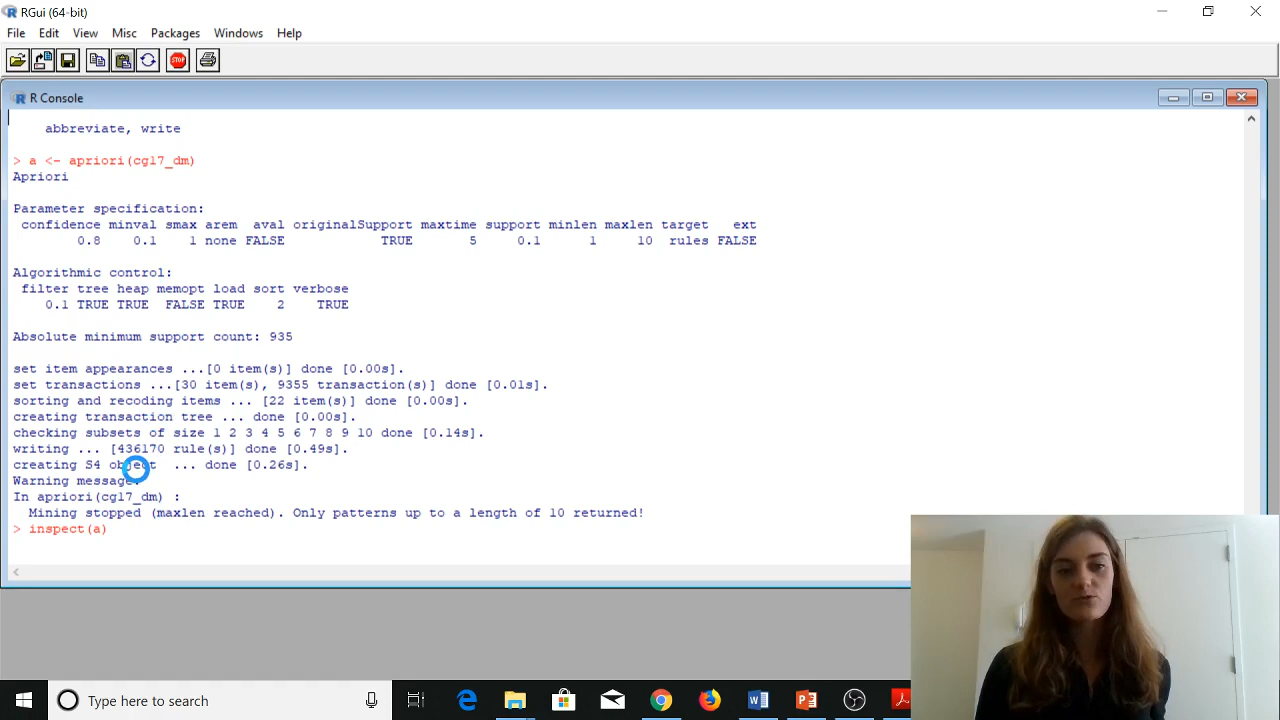 RGui (64-bit)
File Edit View Misc Packages Windows Help
STOP
R Console
abbreviate, write
> a <- apriori(cg17_dm)
Apriori
Parameter specification:
confidence minval smax arem aval originalSupport maxtime support minlen maxlen target ext
0.8 0.1 1 none FALSE TRUE 5 0.1 1 10 rules FALSE
Algorithmic control:
filter tree heap memopt load sort verbose
0.1 TRUE TRUE FALSE TRUE 2 TRUE
Absolute minimum support count: 935
set item appearances ...[0 item(s)] done [0.00s].
set transactions ...[30 item(s), 9355 transaction(s)] done [0.01s].
sorting and recoding items ... [22 item(s)] done [0.00s].
creating transaction tree ... done [0.00s].
checking subsets of size 1 2 3 4 5 6 7 8 9 10 done [0.14s].
writing ... [436170 rule(s)] done [0.49s].
creating S4 object ... done [0.26s].
Warning message:
In apriori(cg17_dm) :
Mining stopped (maxlen reached). Only patterns up to a length of 10 returned!
> inspect(a)
Type here to search